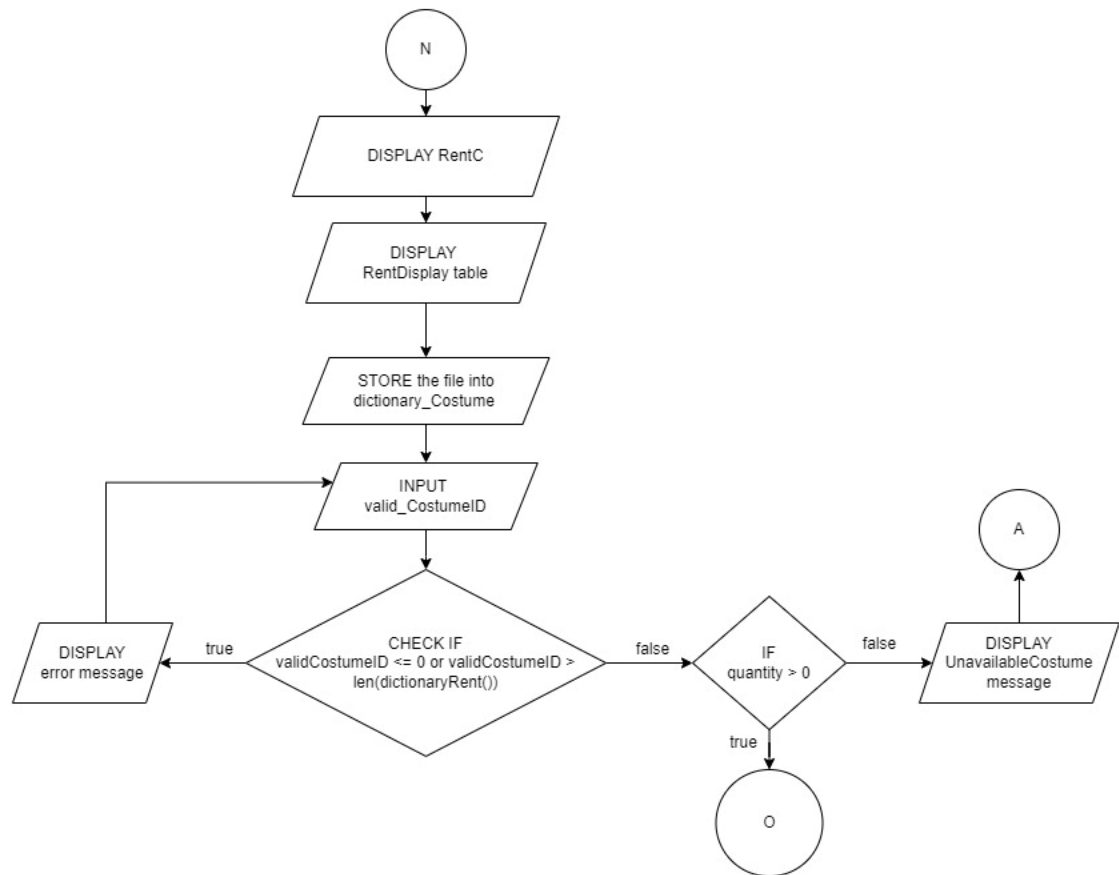 N
DISPLAY RentC
DISPLAY
RentDisplay table
STORE the file into
dictionary_Costume
INPUT
valid_CostumeID
CHECK IF
validCostumeID <= 0 or validCostumeID >
len(dictionaryRent())
true
DISPLAY
error message
false
IF
quantity > 0
false
DISPLAY
UnavailableCostume
message
A
true
O